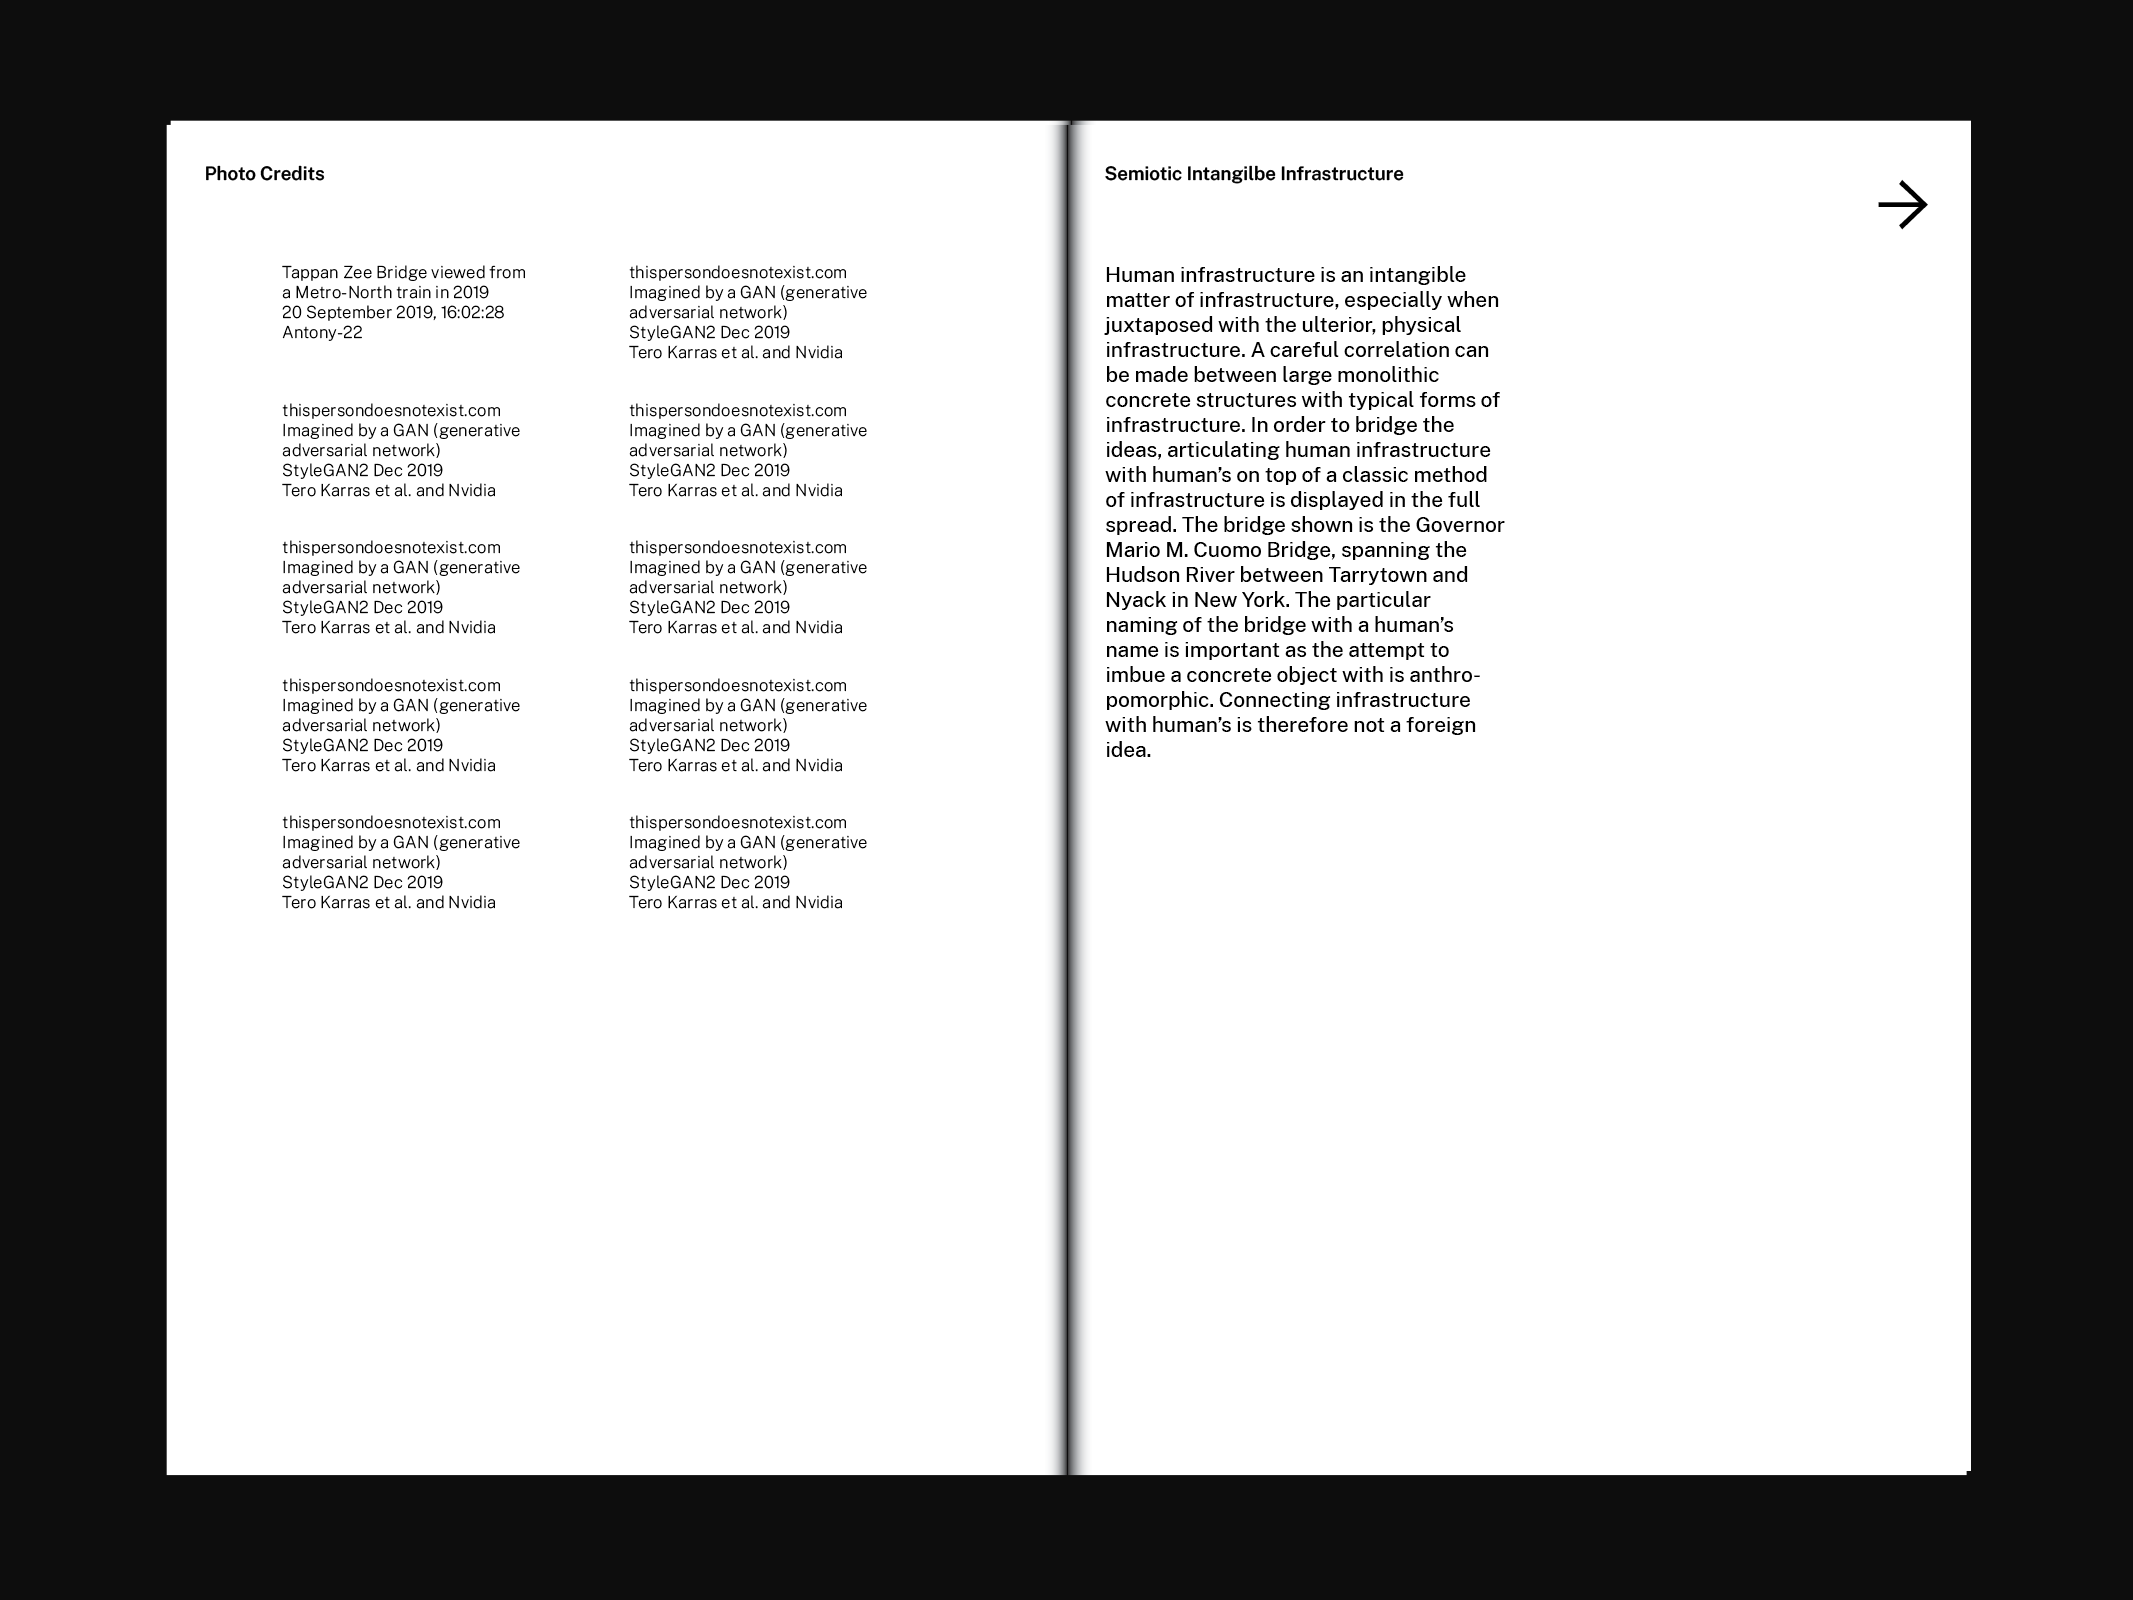 Photo Credits
Tappan Zee Bridge viewed from
a Metro-North train in 2019
20 September 2019, 16:02:28
Antony-22
thispersondoesnotexist.com
Imagined by a GAN (generative
adversarial network)
StyleGAN2 Dec 2019
Tero Karras et al. and Nvidia
thispersondoesnotexist.com
Imagined by a GAN (generative
adversarial network)
StyleGAN2 Dec 2019
Tero Karras et al. and Nvidia
thispersondoesnotexist.com
Imagined by a GAN (generative
adversarial network)
StyleGAN2 Dec 2019
Tero Karras et al. and Nvidia
thispersondoesnotexist.com
Imagined by a GAN (generative
adversarial network)
StyleGAN2 Dec 2019
Tero Karras et al. and Nvidia
thispersondoesnotexist.com
Imagined by a GAN (generative
adversarial network)
StyleGAN2 Dec 2019
Tero Karras et al. and Nvidia
thispersondoesnotexist.com
Imagined by a GAN (generative
adversarial network)
StyleGAN2 Dec 2019
Tero Karras et al. and Nvidia
thispersondoesnotexist.com
Imagined by a GAN (generative
adversarial network)
StyleGAN2 Dec 2019
Tero Karras et al. and Nvidia
thispersondoesnotexist.com
Imagined by a GAN (generative
adversarial network)
StyleGAN2 Dec 2019
Tero Karras et al. and Nvidia
thispersondoesnotexist.com
Imagined by a GAN (generative
adversarial network)
StyleGAN2 Dec 2019
Tero Karras et al. and Nvidia
Semiotic Intangilbe Infrastructure
Human infrastructure is an intangible
matter of infrastructure, especially when
juxtaposed with the ulterior, physical
infrastructure. A careful correlation can
be made between large monolithic
concrete structures with typical forms of
infrastructure. In order to bridge the
ideas, articulating human infrastructure
with human’s on top of a classic method
of infrastructure is displayed in the full
spread. The bridge shown is the Governor
Mario M. Cuomo Bridge, spanning the
Hudson River between Tarrytown and
Nyack in New York. The particular
naming of the bridge with a human’s
name is important as the attempt to
imbue a concrete object with is anthro-
pomorphic. Connecting infrastructure
with human’s is therefore not a foreign
idea.